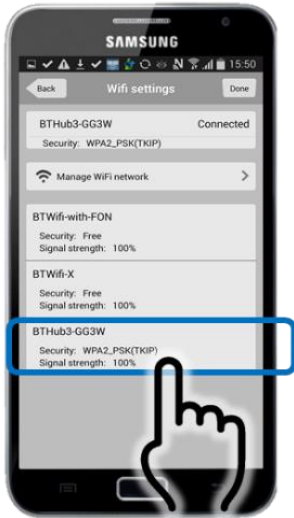 SAMSUNG
15:50
Back
Wifi settings
Done
BTHub3-GG3W
Connected
Security: WPA2_PSK(TKIP)
Manage WiFi network
BTWifi-with-FON
Security: Free
Signal strength: 100%
BTWifi-X
Security: Free
Signal strength: 100%
BTHub3-GG3W
Security: WPA2_PSK(TKIP)
Signal strength: 100%